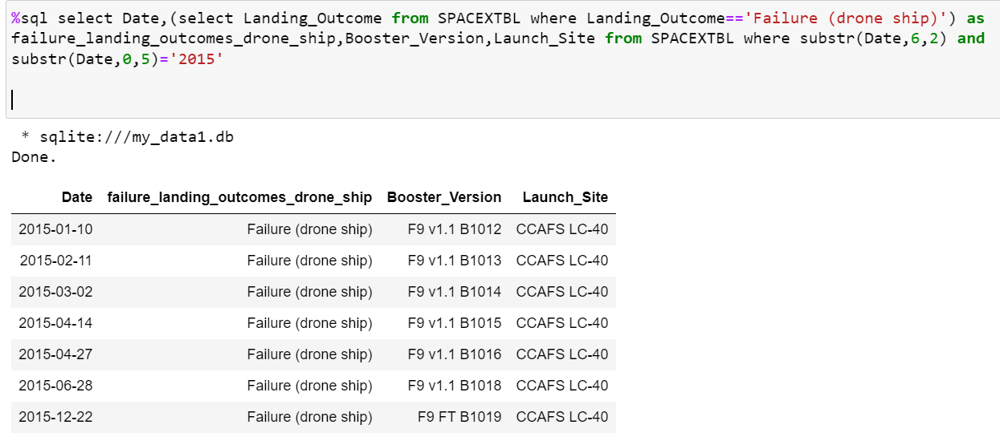 %sql select Date,(select Landing_Outcome from SPACEXTBL where Landing_Outcome=='Failure (drone ship)') as
failure_landing_outcomes_drone_ship,Booster_Version,Launch_Site from SPACEXTBL where substr(Date,6,2) and
substr(Date,0,5)='2015'
* sqlite:///my_data1.db
Done.
Date failure_landing_outcomes_drone_ship Booster_Version Launch_Site
2015-01-10 Failure (drone ship) F9 v1.1 B1012 CCAFS LC-40
2015-02-11 Failure (drone ship) F9 v1.1 B1013 CCAFS LC-40
2015-03-02 Failure (drone ship) F9 v1.1 B1014 CCAFS LC-40
2015-04-14 Failure (drone ship) F9 v1.1 B1015 CCAFS LC-40
2015-04-27 Failure (drone ship) F9 v1.1 B1016 CCAFS LC-40
2015-06-28 Failure (drone ship) F9 v1.1 B1018 CCAFS LC-40
2015-12-22 Failure (drone ship) F9 FT B1019 CCAFS LC-40